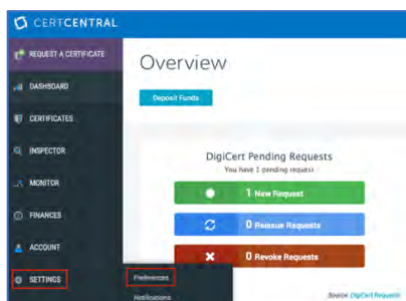 CERTCENTRAL
REQUEST A CERTIFICATE
DASHBOARD
CERTIFICATES
INSPECTOR
MONITOR
FINANCES
ACCOUNT
SETTINGS
Overview
Deposit Funds
DigiCert Pending Requests
You have 1 pending request
1 New Request
0 Reissue Requests
0 Revoke Requests
Preferences
Notifications
Source: DigiCert Requests